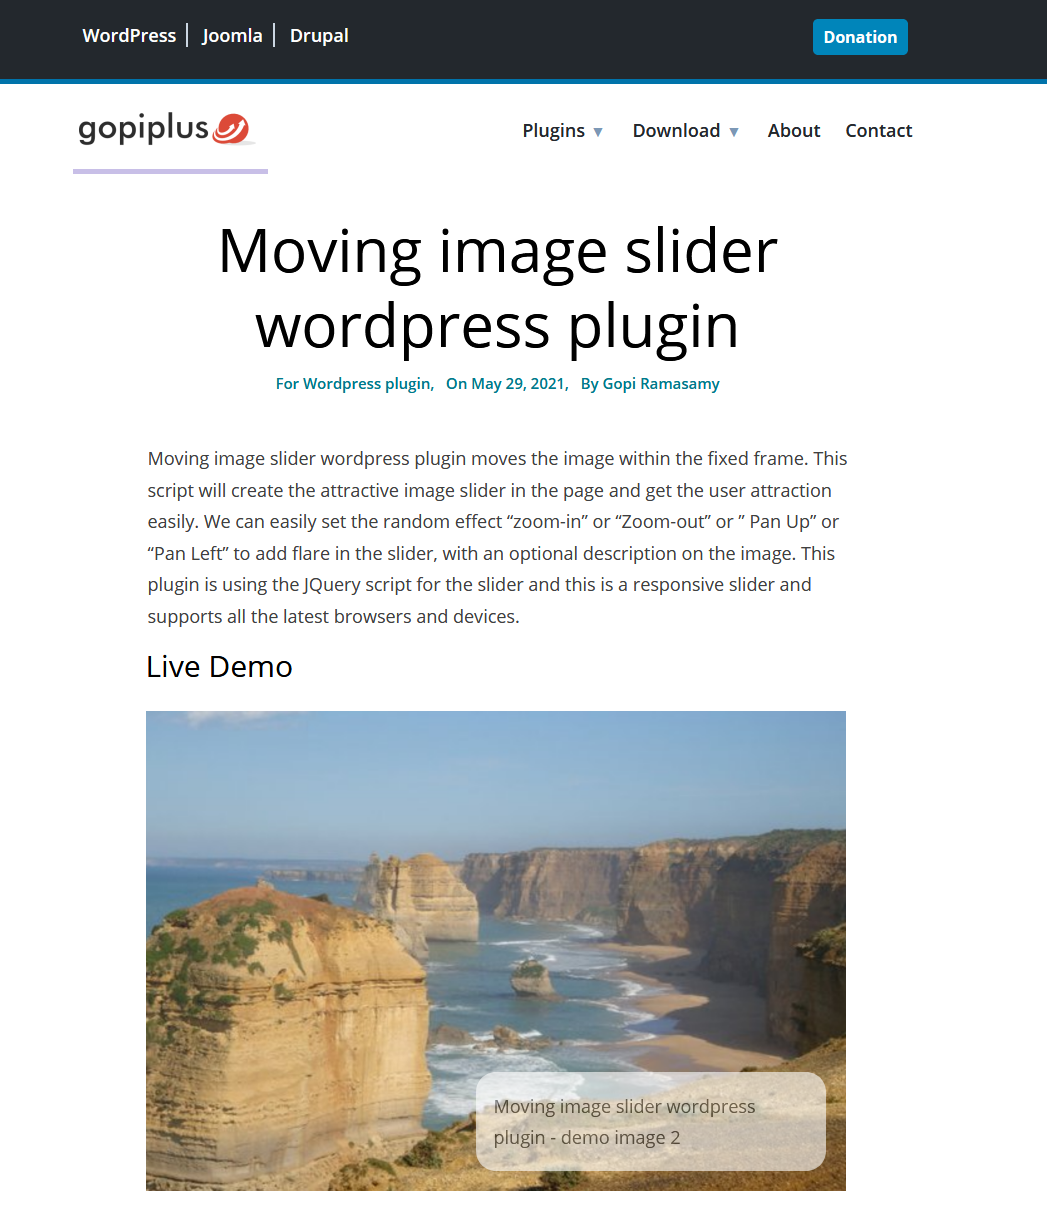 WordPress Joomla Drupal Donation
gopiplus Plugins ▼ Download ▼ About Contact
Moving image slider
wordpress plugin
For Wordpress plugin, On May 29, 2021, By Gopi Ramasamy
Moving image slider wordpress plugin moves the image within the fixed frame. This
script will create the attractive image slider in the page and get the user attraction
easily. We can easily set the random effect “zoom-in” or “Zoom-out” or ” Pan Up” or
“Pan Left” to add flare in the slider, with an optional description on the image. This
plugin is using the JQuery script for the slider and this is a responsive slider and
supports all the latest browsers and devices.
Live Demo
Moving image slider wordpress
plugin - demo image 2